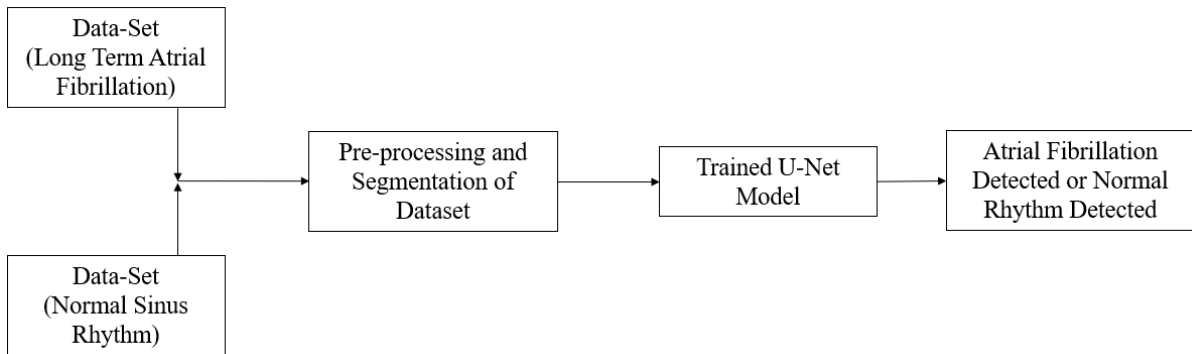 Data-Set
(Long Term Atrial
Fibrillation)
Pre-processing and
Segmentation of
Dataset
Trained U-Net
Model
Atrial Fibrillation
Detected or Normal
Rhythm Detected
Data-Set
(Normal Sinus
Rhythm)